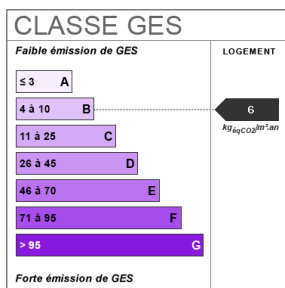 CLASSE GES
Faible émission de GES
LOGEMENT
≤ 3 A
4 à 10 B
6
kgéqCO2/m².an
11 à 25 C
26 à 45 D
46 à 70 E
71 à 95 F
> 95 G
Forte émission de GES